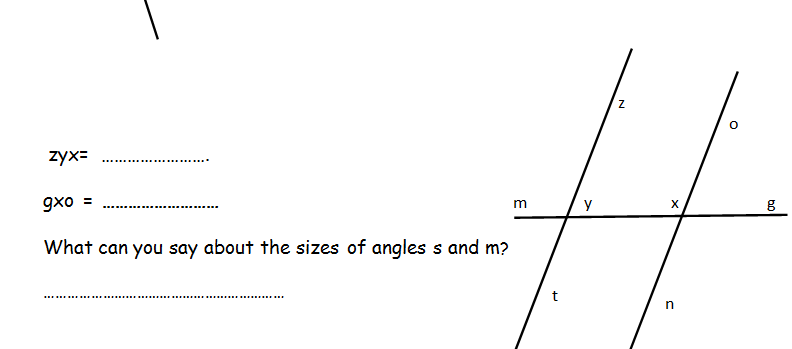 z
o
zyx= ……………………….
gxo = …………………………
m y x g
What can you say about the sizes of angles s and m?
…………………………………………………………
t
n